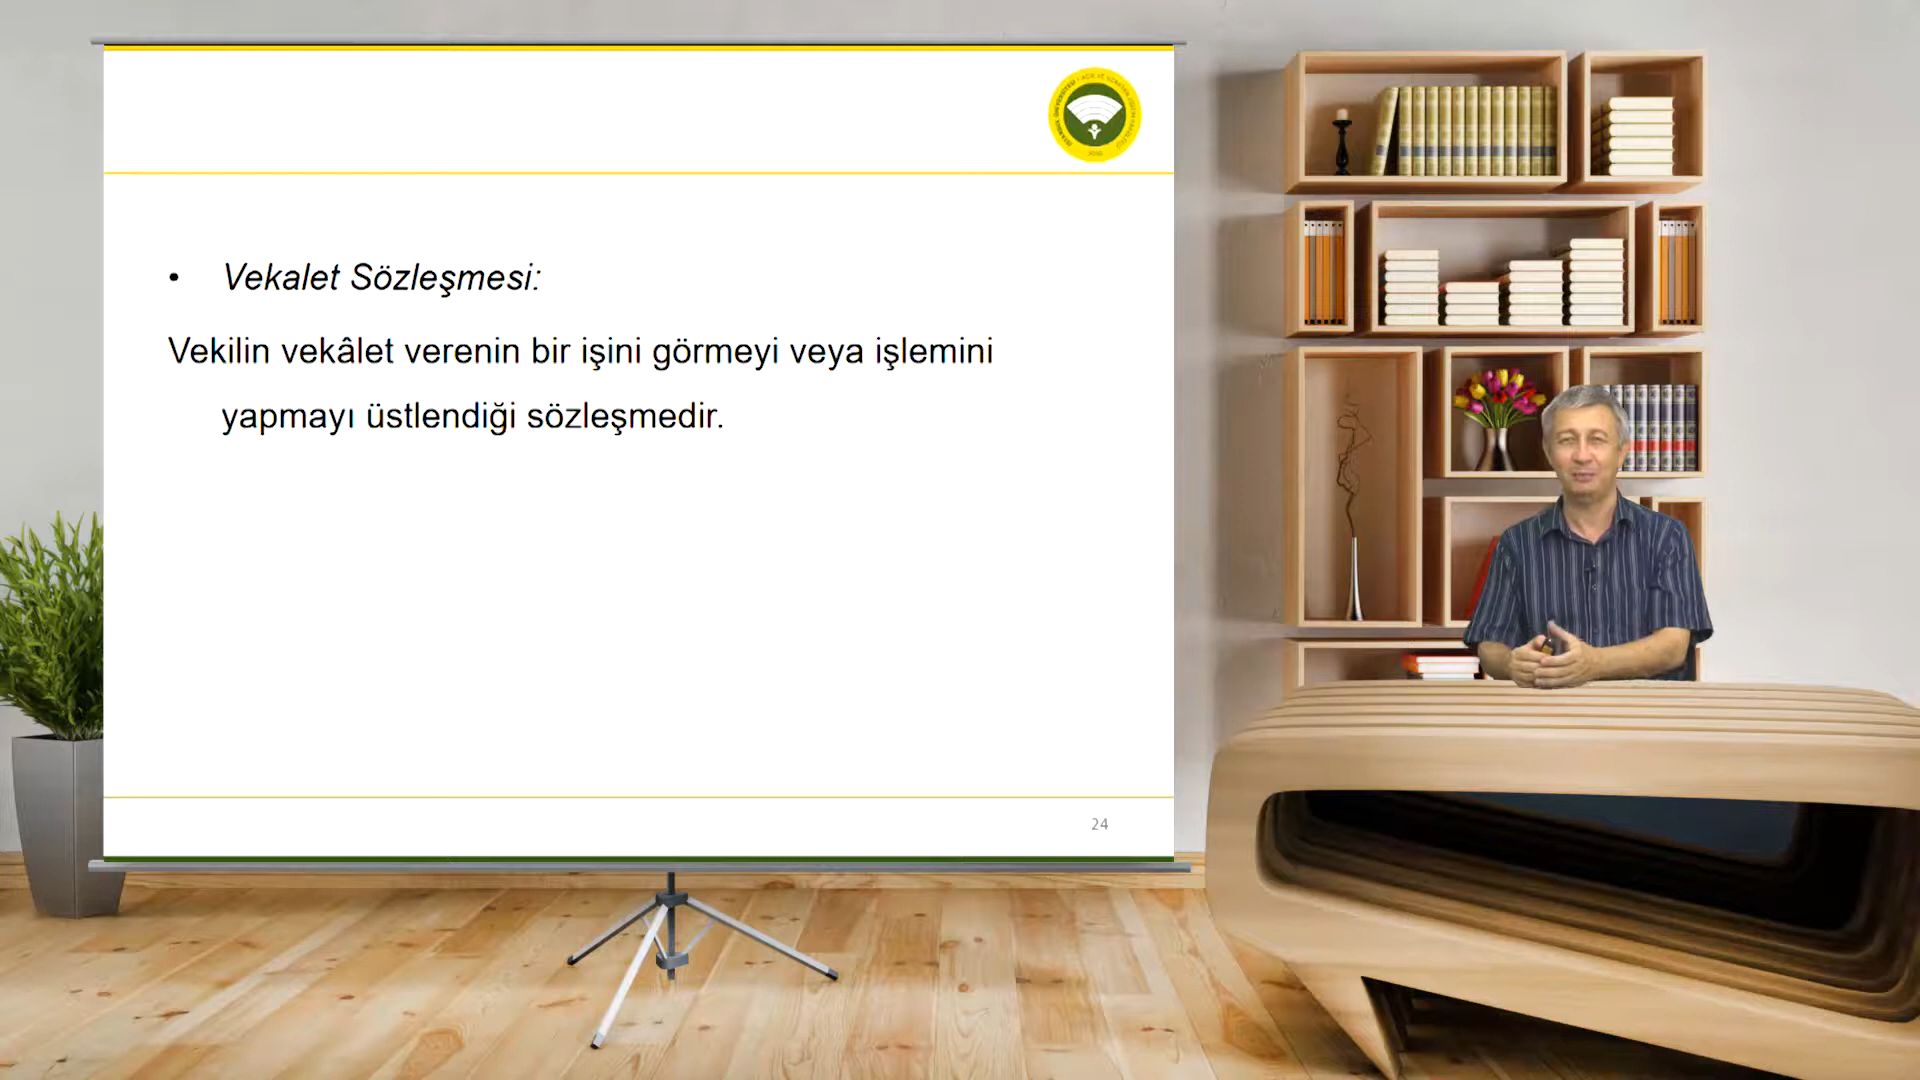 • Vekalet Sözleşmesi:
Vekilin vekâlet verenin bir işini görmeyi veya işlemini
yapmayı üstlendiği sözleşmedir.
24